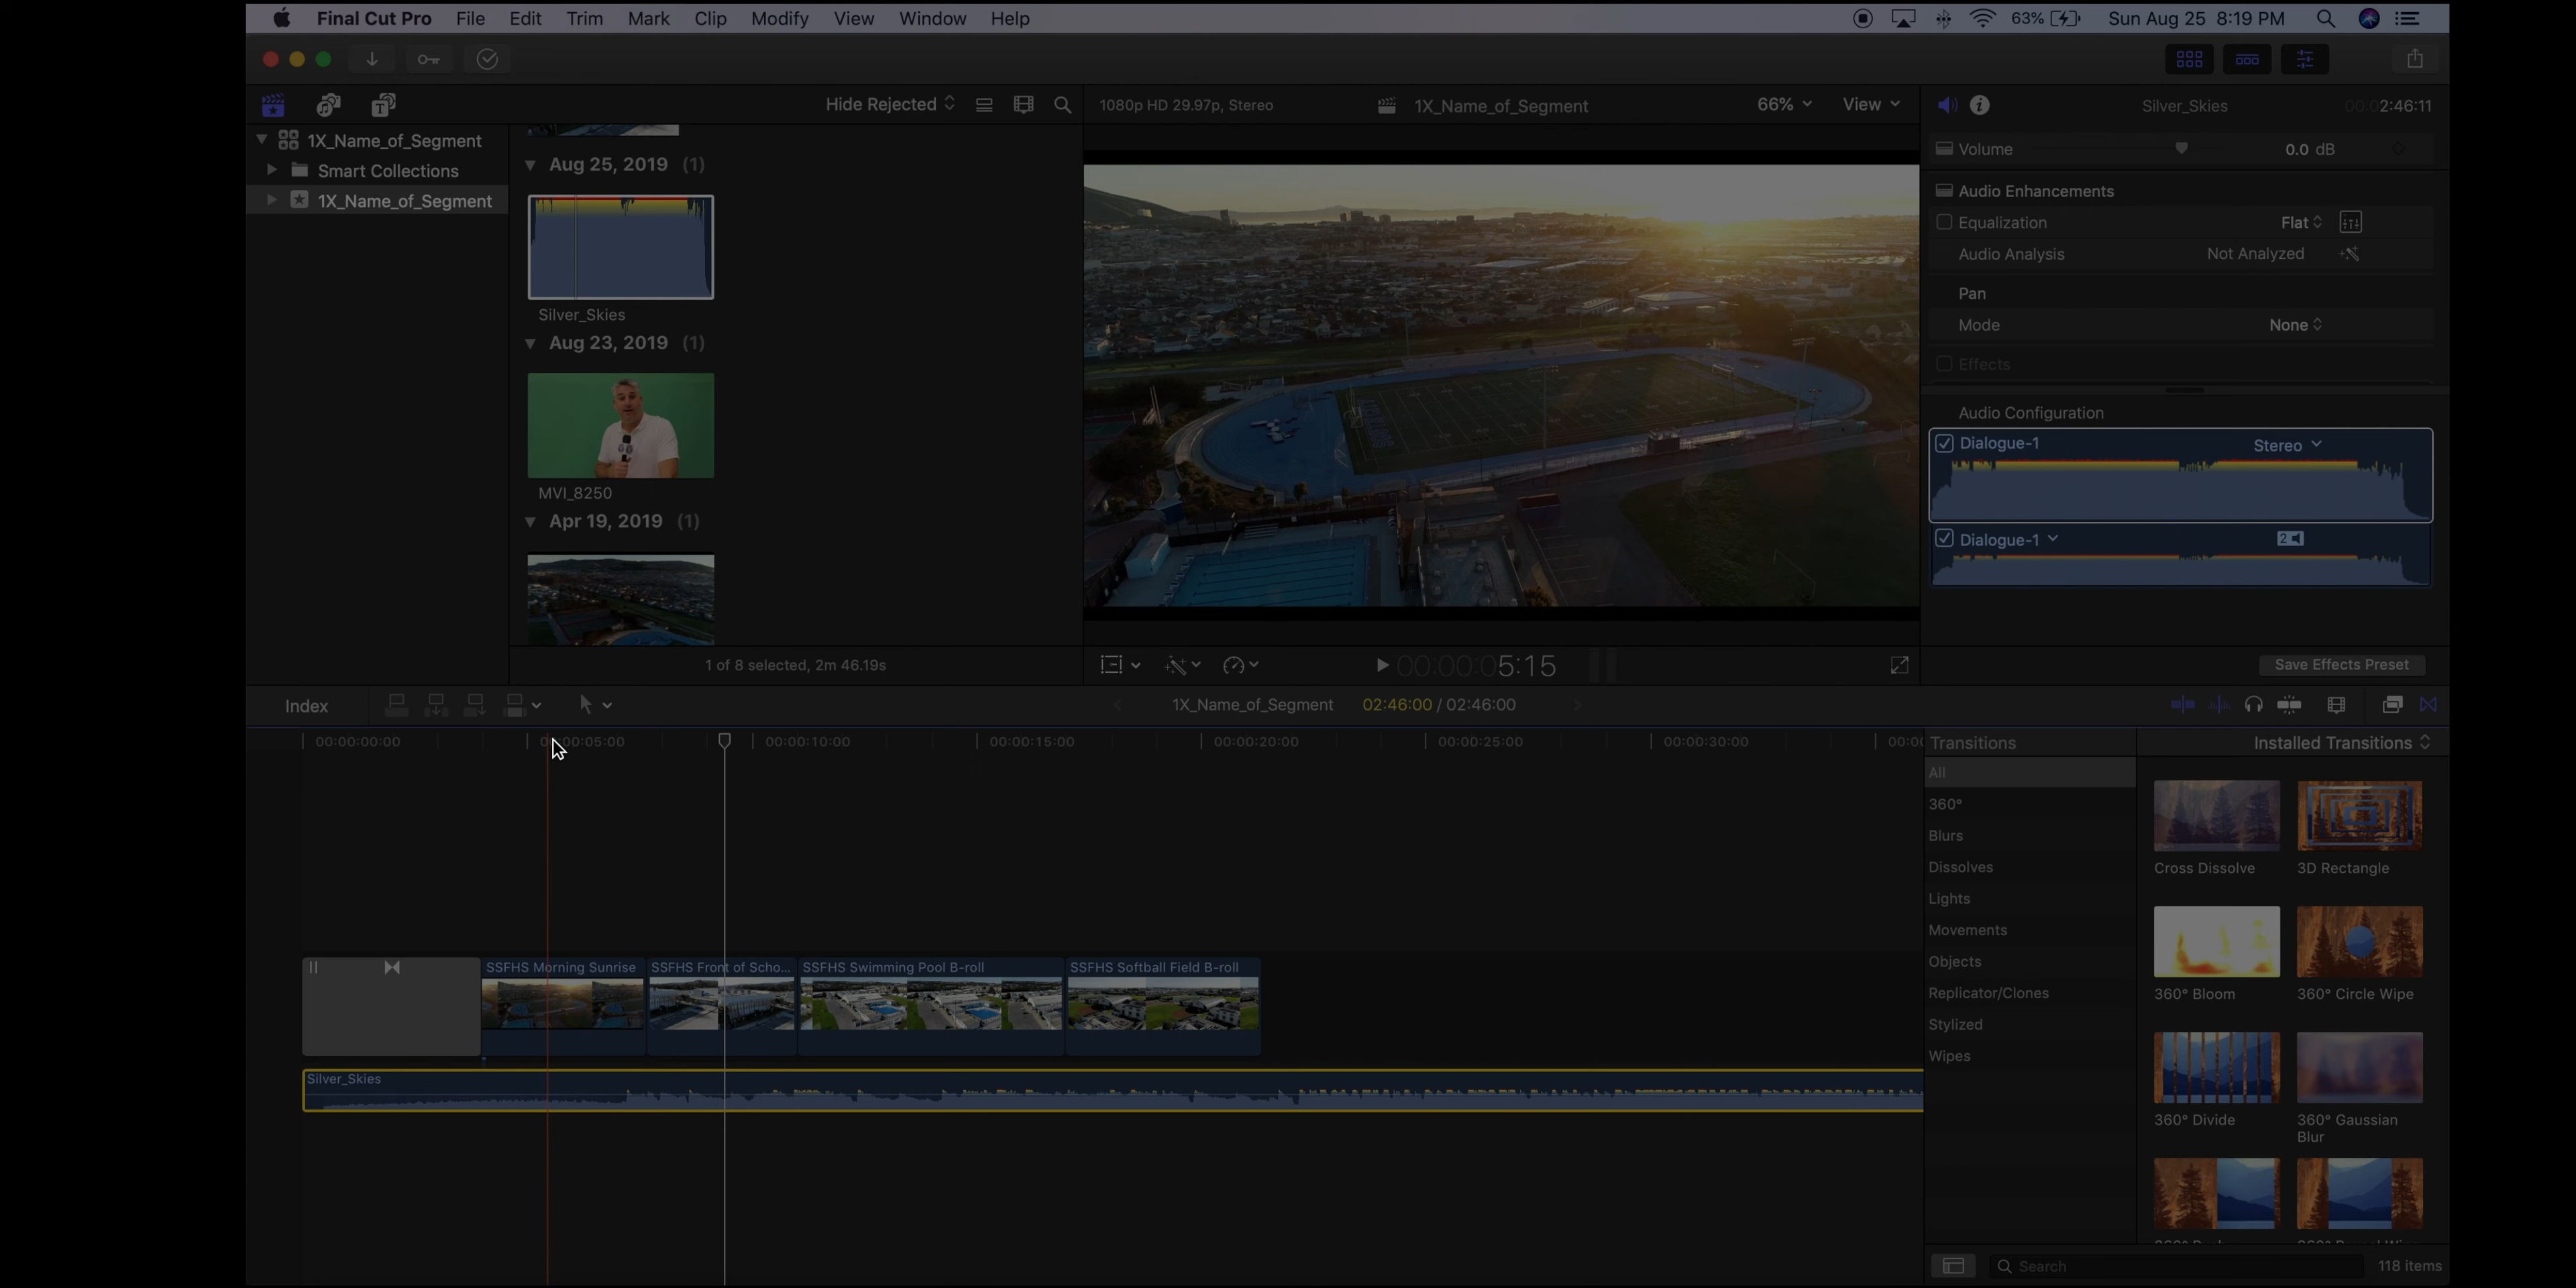 Final Cut Pro File Edit Trim Mark Clip Modify View Window Help 63% Sun Aug 25 8:19 PM
Hide Rejected
1080p HD 29.97p, Stereo 1X_Name_of_Segment 66% View
Silver_Skies 00:00:02:46:11
1X_Name_of_Segment
Smart Collections
1X_Name_of_Segment
Aug 25, 2019 (1)
Silver_Skies
Aug 23, 2019 (1)
MVI_8250
Apr 19, 2019 (1)
1 of 8 selected, 2m 46.19s
00:00:00:05:15
Volume 0.0 dB
Audio Enhancements
Equalization Flat
Audio Analysis Not Analyzed
Pan
Mode None
Effects
Audio Configuration
Dialogue-1 Stereo
Dialogue-1 2
Save Effects Preset
Index 1X_Name_of_Segment 02:46:00 / 02:46:00
00:00:00:00 00:00:05:00 00:00:10:00 00:00:15:00 00:00:20:00 00:00:25:00 00:00:30:00
SSFHS Morning Sunrise SSFHS Front of Scho... SSFHS Swimming Pool B-roll SSFHS Softball Field B-roll
Silver_Skies
Transitions Installed Transitions
All
360°
Blurs
Dissolves
Lights
Movements
Objects
Replicator/Clones
Stylized
Wipes
Cross Dissolve 3D Rectangle
360° Bloom 360° Circle Wipe
360° Divide 360° Gaussian
Blur
Search 118 items